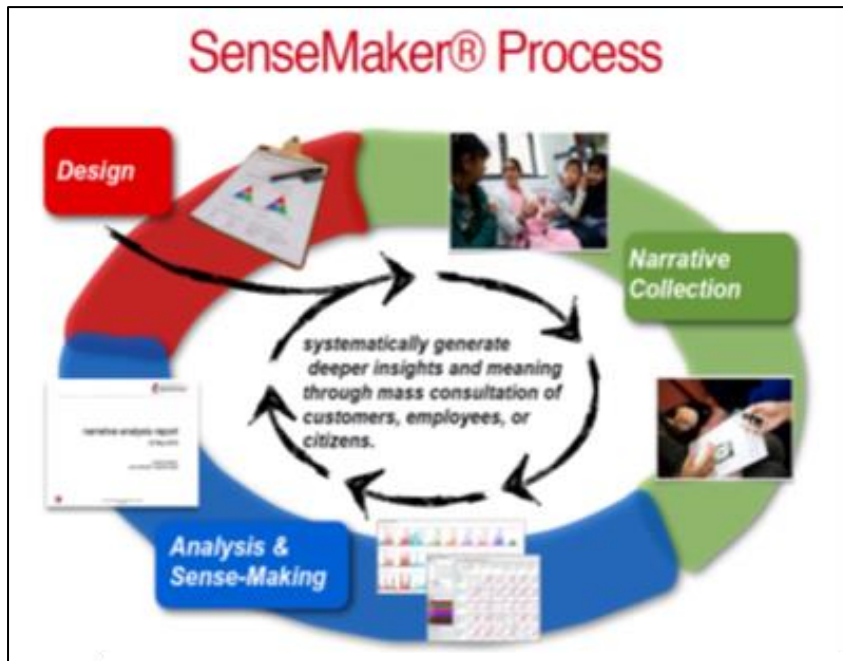 SenseMaker® Process
Design
Narrative
Collection
systematically generate
deeper insights and meaning
through mass consultation of
customers, employees, or
citizens.
narrative analysis report
Analysis &
Sense-Making